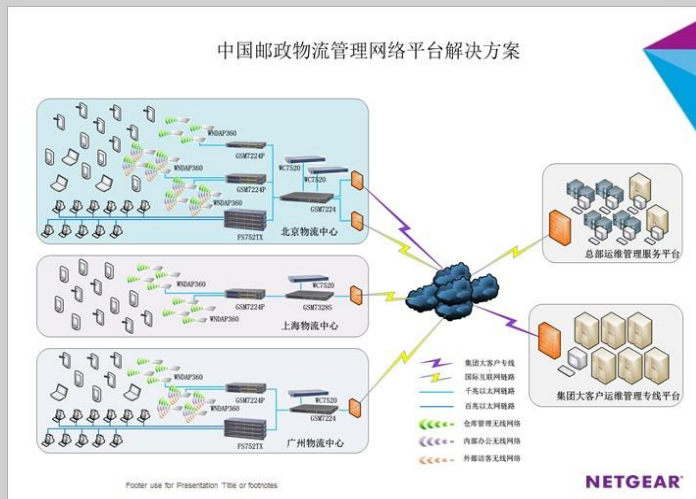 中国邮政物流管理网络平台解决方案
WNDAP360
GSM7224P
WNDAP360
WNDAP360
WC7520
WC7520
GSM7224P
GSM7224P
GSM7224
WNDAP360
FS752TX
北京物流中心
总部运维管理服务平台
WNDAP360
WC7520
GSM7224P
GSM7328S
WNDAP360
上海物流中心
集团大客户专线
国际互联网链路
千兆以太网链路
百兆以太网链路
仓库管理无线网络
内部办公无线网络
外部访客无线网络
集团大客户运维管理专线平台
WNDAP360
GSM7224P
WC7520
GSM7224
WNDAP360
FS752TX
广州物流中心
Footer use for Presentation Title or footnotes
NETGEAR®